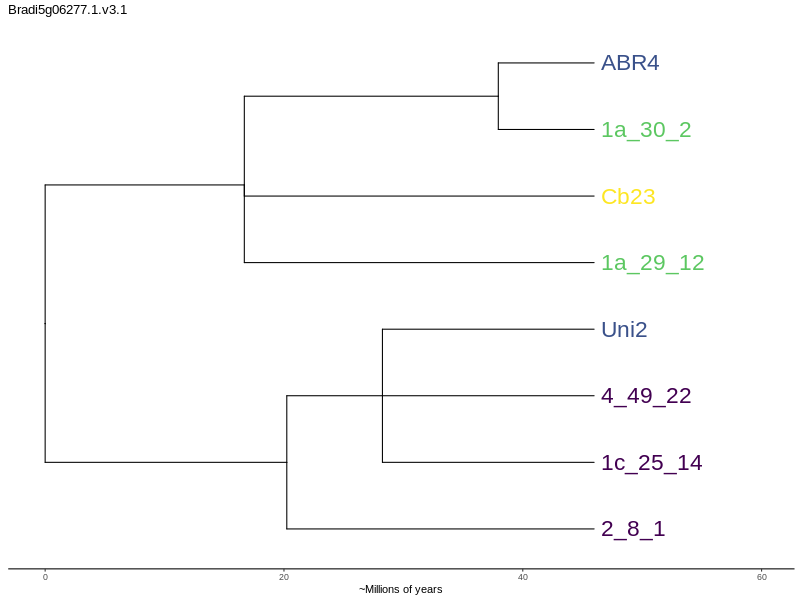 Bradi5g06277.1.v3.1
ABR4
1a_30_2
Cb23
1a_29_12
Uni2
4_49_22
1c_25_14
2_8_1
0 20 40 60
~Millions of years